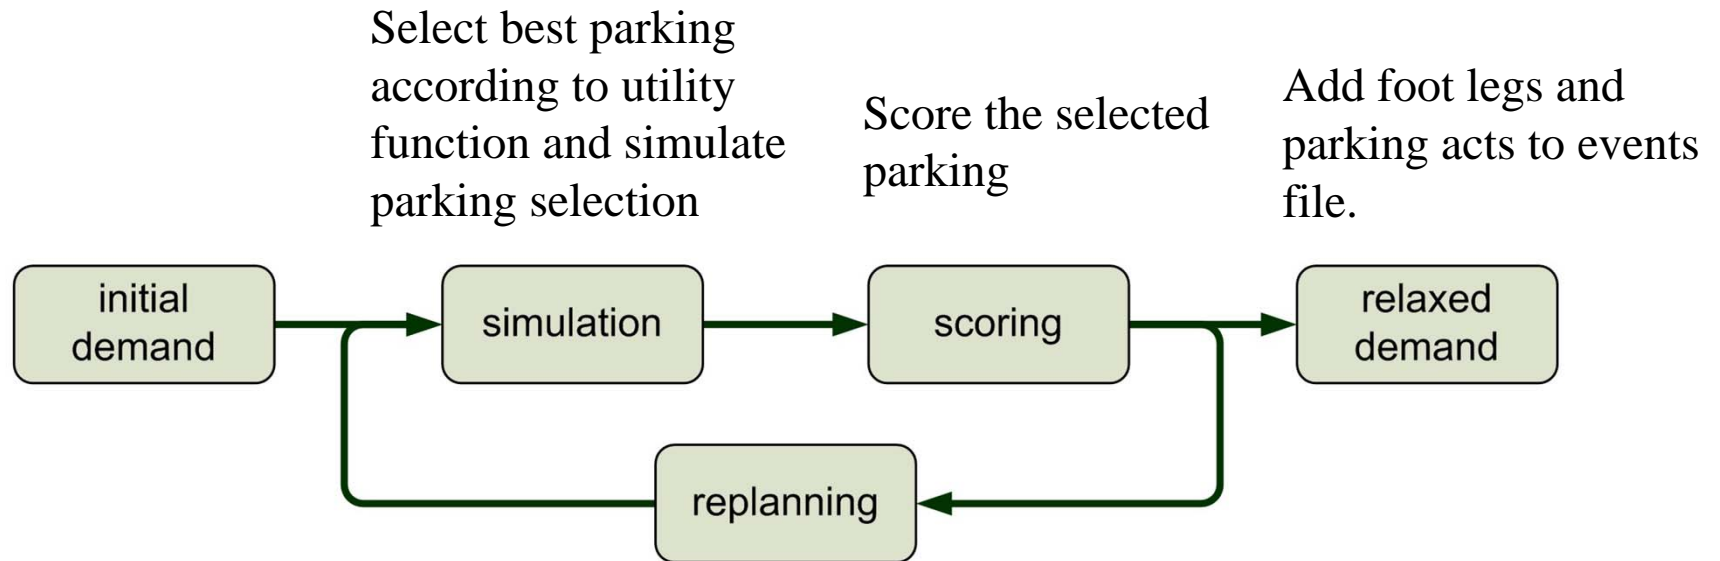 Select best parking
according to utility
function and simulate
parking selection
Score the selected
parking
Add foot legs and
parking acts to events
file.
initial
demand
simulation
scoring
relaxed
demand
replanning